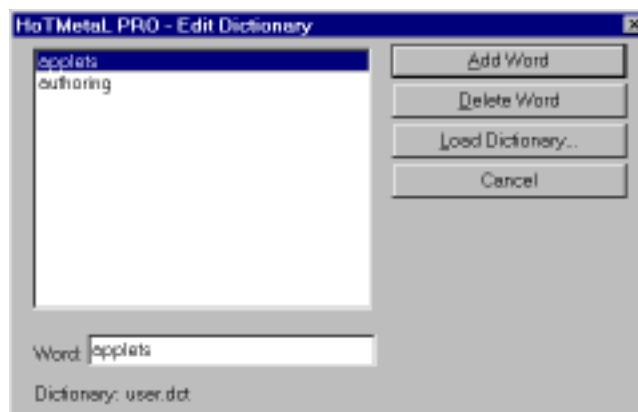 HoTMetaL PRO - Edit Dictionary
applets
authoring
Add Word
Delete Word
Load Dictionary...
Cancel
Word: applets
Dictionary: user.dct